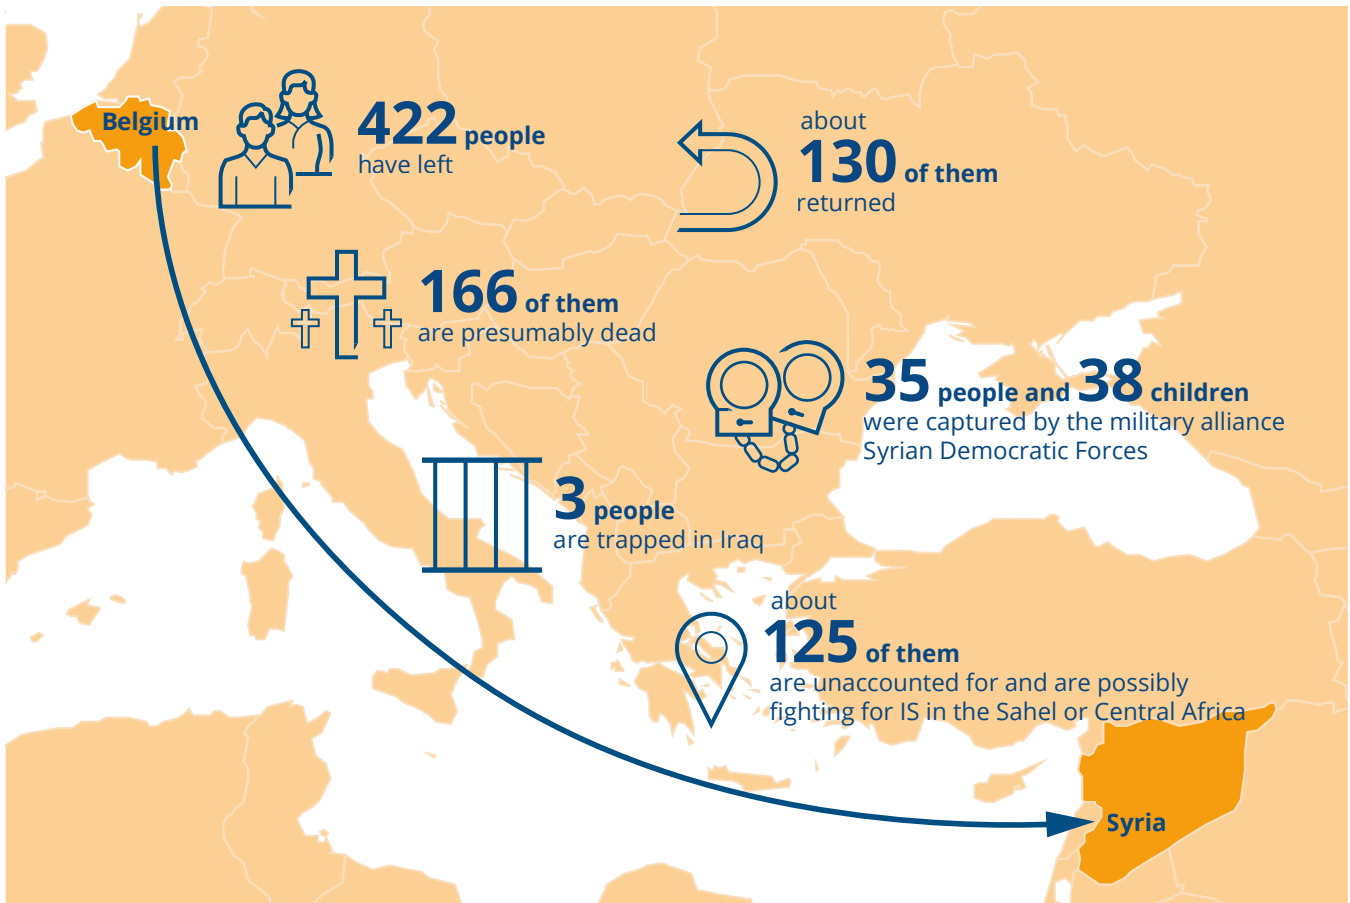 Belgium
422 people
have left
about
130 of them
returned
166 of them
are presumably dead
35 people and 38 children
were captured by the military alliance
Syrian Democratic Forces
3 people
are trapped in Iraq
about
125 of them
are unaccounted for and are possibly
fighting for IS in the Sahel or Central Africa
Syria